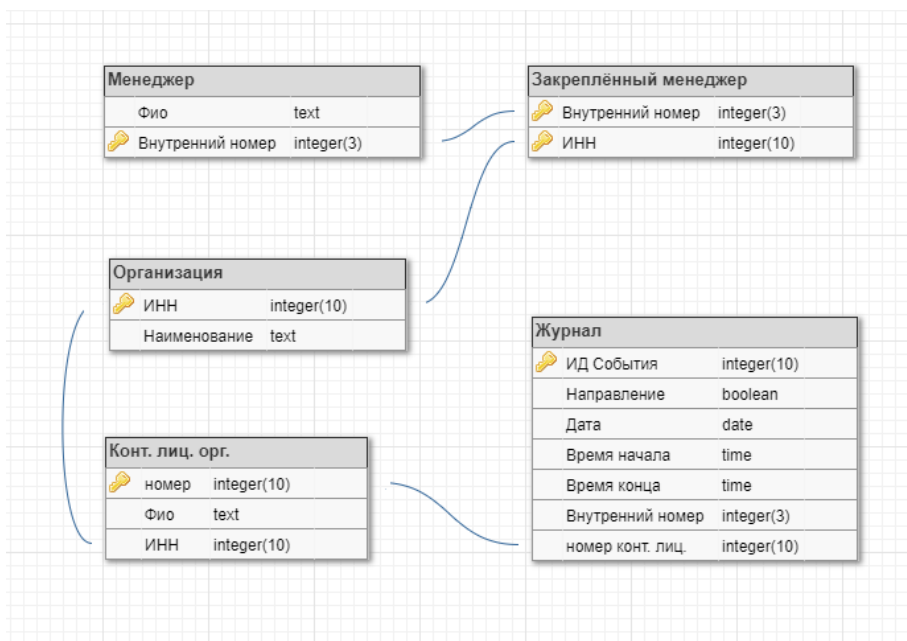 Менеджер
Фио text
Внутренний номер integer(3)
Закреплённый менеджер
Внутренний номер integer(3)
ИНН integer(10)
Организация
ИНН integer(10)
Наименование text
Журнал
ИД События integer(10)
Направление boolean
Дата date
Время начала time
Время конца time
Внутренний номер integer(3)
номер конт. лиц. integer(10)
Конт. лиц. орг.
номер integer(10)
Фио text
ИНН integer(10)